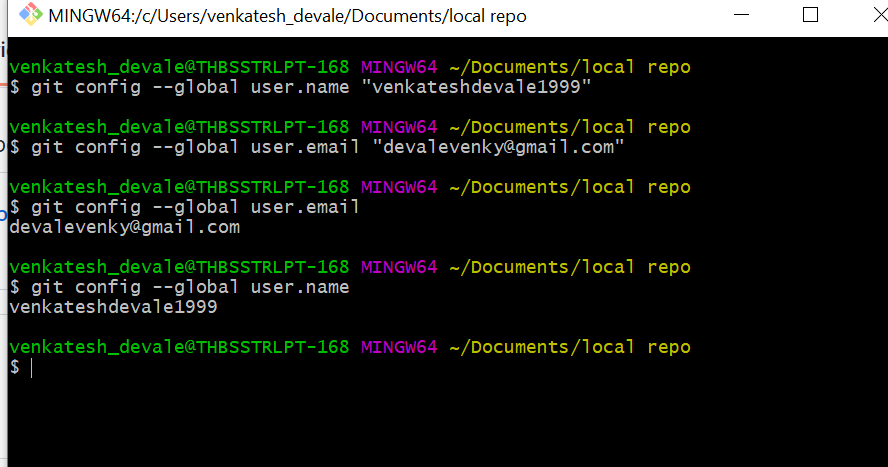 MINGW64:/c/Users/venkatesh_devale/Documents/local repo
venkatesh_devale@THBSSTRLPT-168 MINGW64 ~/Documents/local repo
$ git config --global user.name "venkateshdevale1999"
venkatesh_devale@THBSSTRLPT-168 MINGW64 ~/Documents/local repo
$ git config --global user.email "devalevenky@gmail.com"
venkatesh_devale@THBSSTRLPT-168 MINGW64 ~/Documents/local repo
$ git config --global user.email
devalevenky@gmail.com
venkatesh_devale@THBSSTRLPT-168 MINGW64 ~/Documents/local repo
$ git config --global user.name
venkateshdevale1999
venkatesh_devale@THBSSTRLPT-168 MINGW64 ~/Documents/local repo
$